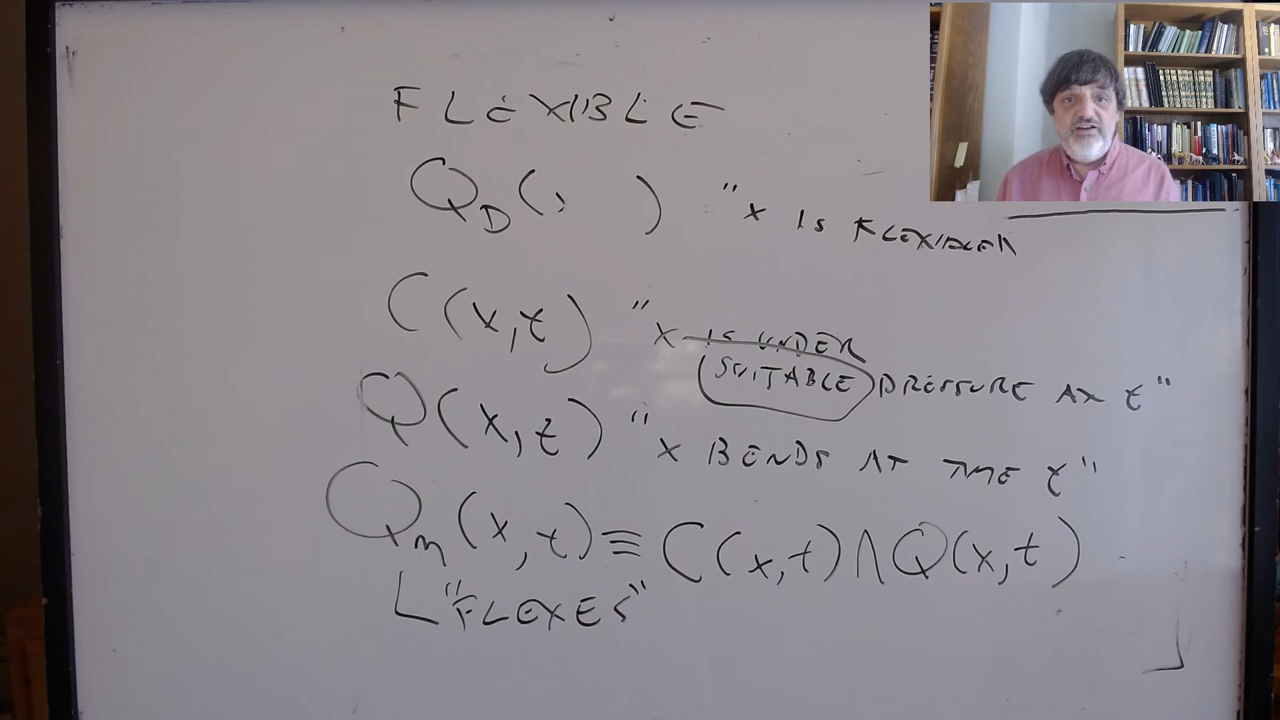 FLEXIBLE
Q_D( , ) "x IS FLEXIBLE"
C(x,t) "x IS UNDER
SUITABLE PRESSURE AT t"
Q(x,t) "x BENDS AT TIME t"
Q_m(x,t) ≡ C(x,t) ∧ Q(x,t)
"FLEXES"